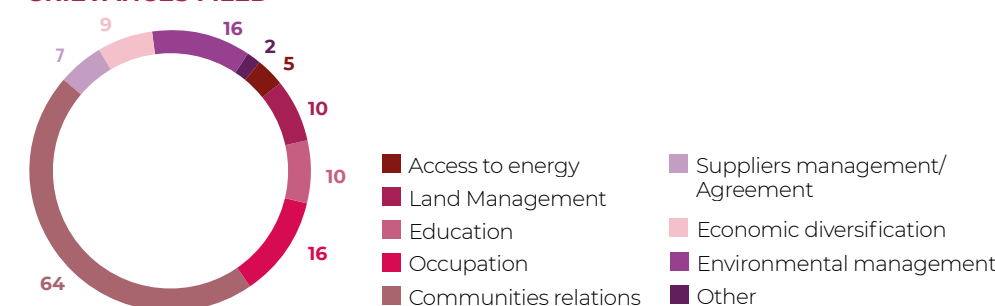 9
16
7
2
5
10
10
16
64
Access to energy
Land Management
Education
Occupation
Communities relations
Suppliers management/
Agreement
Economic diversification
Environmental management
Other